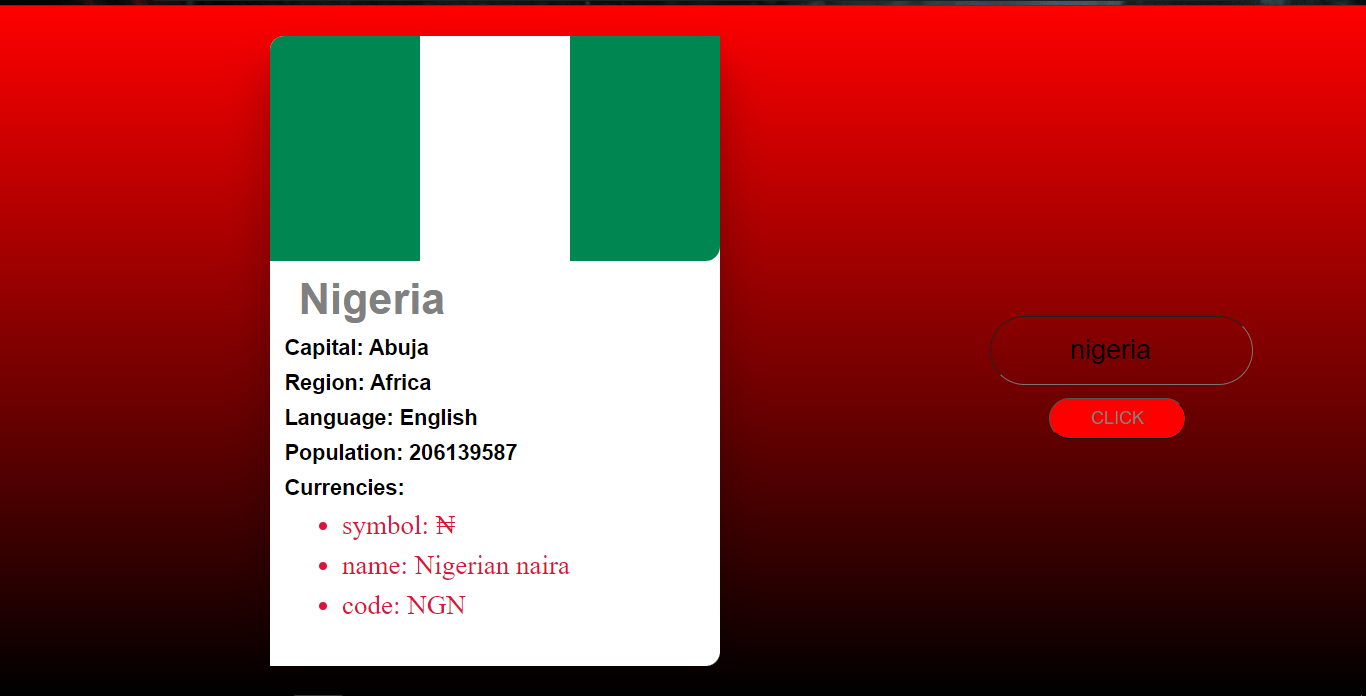 Nigeria
Capital: Abuja
Region: Africa
Language: English
Population: 206139587
Currencies:
symbol: ₦
name: Nigerian naira
code: NGN
nigeria
CLICK